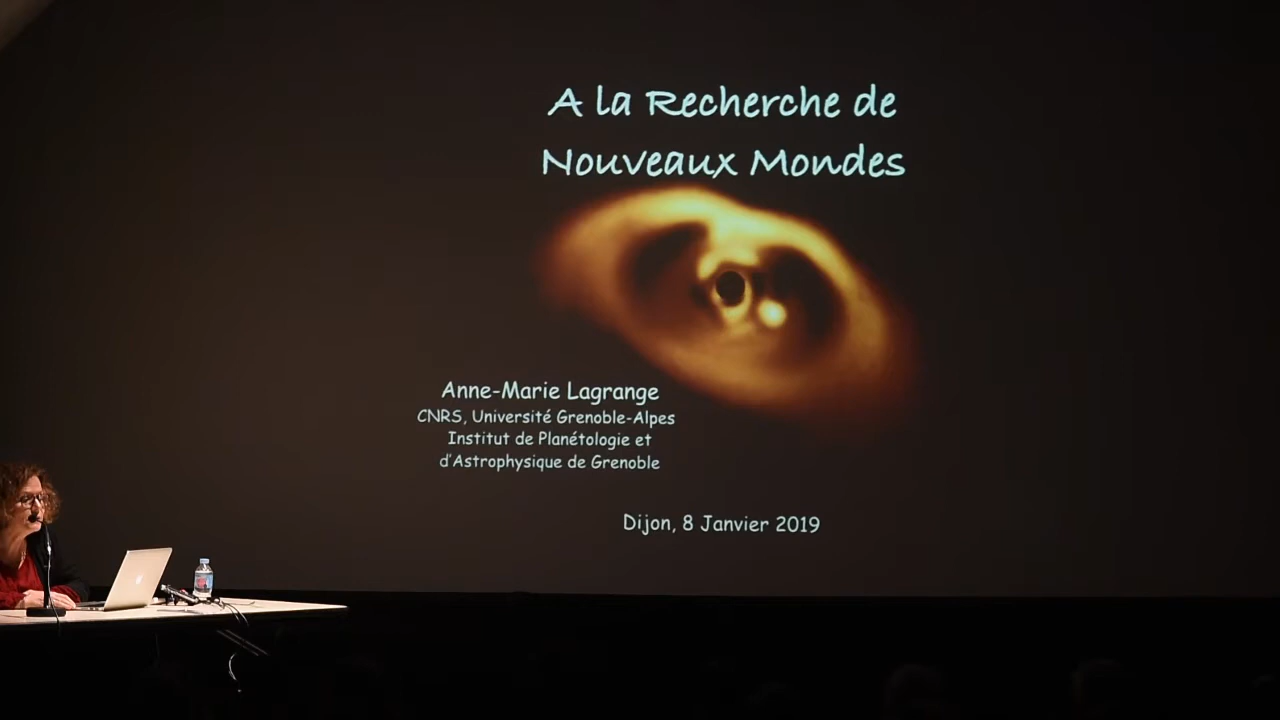 A la Recherche de
Nouveaux Mondes
Anne-Marie Lagrange
CNRS, Université Grenoble-Alpes
Institut de Planétologie et
d'Astrophysique de Grenoble
Dijon, 8 Janvier 2019